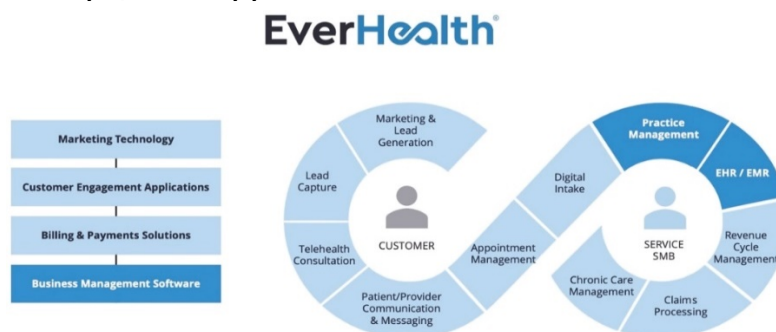 EverHealth
Marketing Technology
Customer Engagement Applications
Billing & Payments Solutions
Business Management Software
Marketing &
Lead
Generation
Lead
Capture
Telehealth
Consultation
Patient/Provider
Communication
& Messaging
CUSTOMER
Appointment
Management
Digital
Intake
Practice
Management
EHR / EMR
Revenue
Cycle
Management
Claims
Processing
Chronic Care
Management
SERVICE
SMB